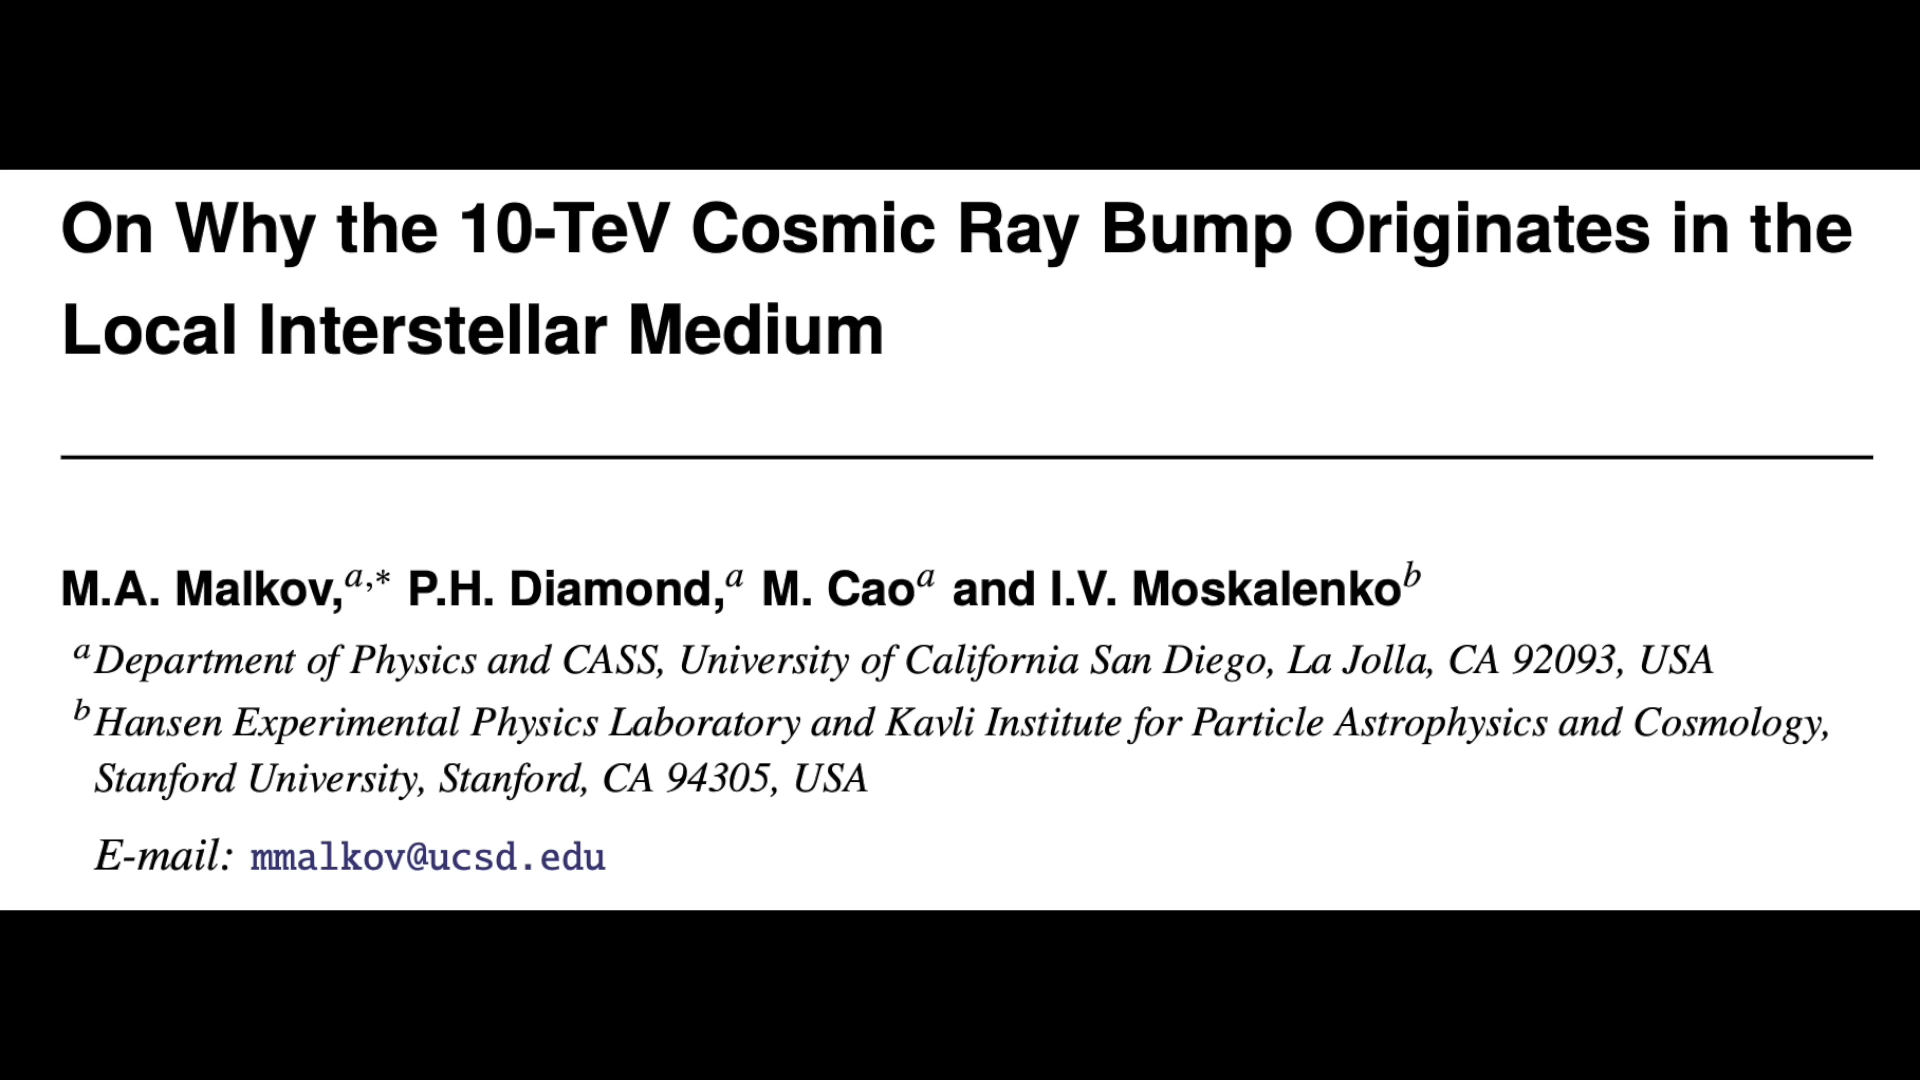 On Why the 10-TeV Cosmic Ray Bump Originates in the
Local Interstellar Medium
M.A. Malkov,a,∗ P.H. Diamond,a M. Caoa and I.V. Moskalenkob
aDepartment of Physics and CASS, University of California San Diego, La Jolla, CA 92093, USA
bHansen Experimental Physics Laboratory and Kavli Institute for Particle Astrophysics and Cosmology,
Stanford University, Stanford, CA 94305, USA
E-mail: mmalkov@ucsd.edu